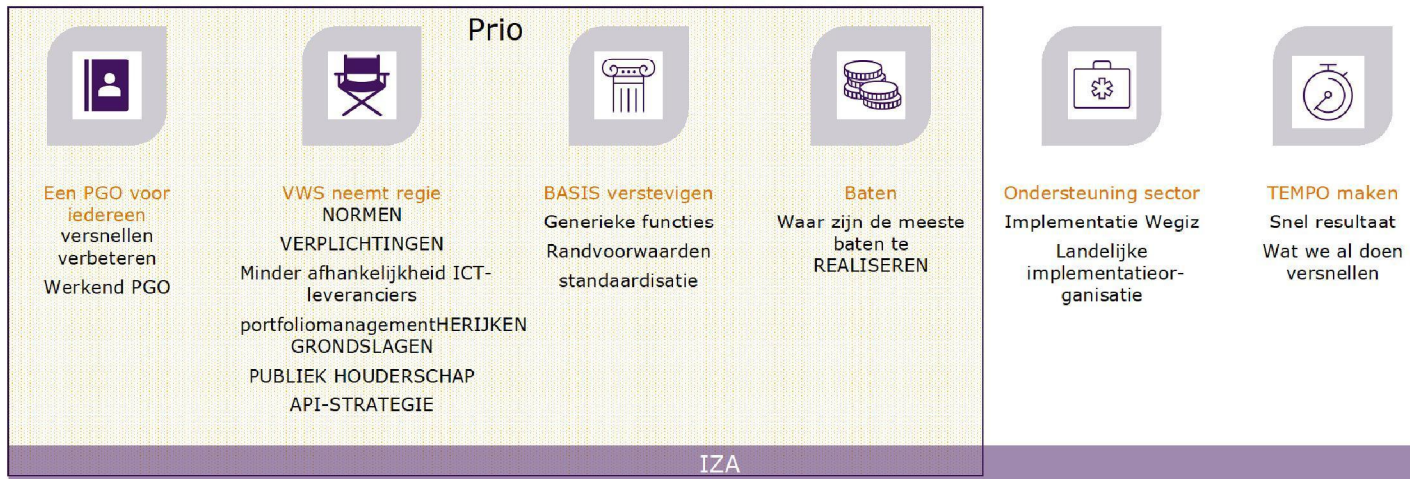 Prio
Een PGO voor
iedereen
versnellen
verbeteren
Werkend PGO
VWS neemt regie
NORMEN
VERPLICHTINGEN
Minder afhankelijkheid ICT-
leveranciers
portfoliomanagementHERIJKEN
GRONDSLAGEN
PUBLIEK HOUDERSCHAP
API-STRATEGIE
BASIS verstevigen
Generieke functies
Randvoorwaarden
standaardisatie
Baten
Waar zijn de meeste
baten te
REALISEREN
Ondersteuning sector
Implementatie Wegiz
Landelijke
implementatieor-
ganisatie
TEMPO maken
Snel resultaat
Wat we al doen
versnellen
IZA